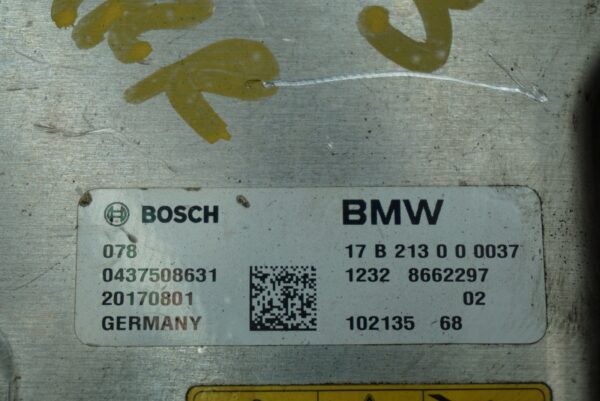 BOSCH BMW
078 17 B 213 0 0 0037
0437508631 1232 8662297
20170801 02
GERMANY 102135 68